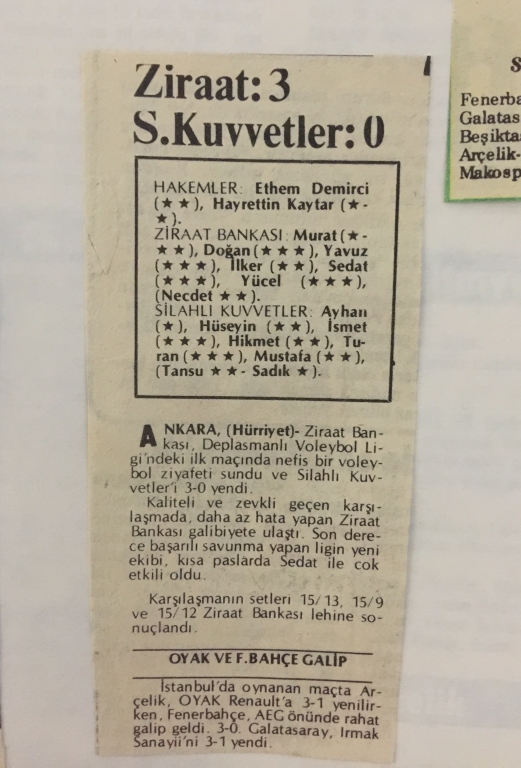 Ziraat: 3
S.Kuvvetler: 0
HAKEMLER: Ethem Demirci
(★★), Hayrettin Kaytar (★-
★).
ZİRAAT BANKASI: Murat (★-
★★), Doğan (★★★), Yavuz
(★★★), İlker (★★), Sedat
(★★★), Yücel (★★★),
(Necdet ★★).
SİLAHLI KUVVETLER: Ayhan
(★), Hüseyin (★★), İsmet
(★★★), Hikmet (★★), Tu-
ran (★★★), Mustafa (★★),
(Tansu ★★- Sadık ★).
ANKARA, (Hürriyet)- Ziraat Ban-
kası, Deplasmanlı Voleybol Li-
gi'ndeki ilk maçında nefis bir voley-
bol ziyafeti sundu ve Silahlı Kuv-
vetler'i 3-0 yendi.
Kaliteli ve zevkli geçen karşı-
laşmada, daha az hata yapan Ziraat
Bankası galibiyete ulaştı. Son dere-
ce başarılı savunma yapan ligin yeni
ekibi, kısa paslarda Sedat ile cok
etkili oldu.
Karşılaşmanın setleri 15/13, 15/9
ve 15/12 Ziraat Bankası lehine so-
nuçlandı.
OYAK VE F.BAHÇE GALİP
İstanbul'da oynanan maçta Ar-
çelik, OYAK Renault'a 3-1 yenilir-
ken, Fenerbahçe, AEG önünde rahat
galip geldi. 3-0. Galatasaray, Irmak
Sanayii'ni 3-1 yendi.
S
Fenerba
Galatas
Beşikta
Arçelik-
Makosp